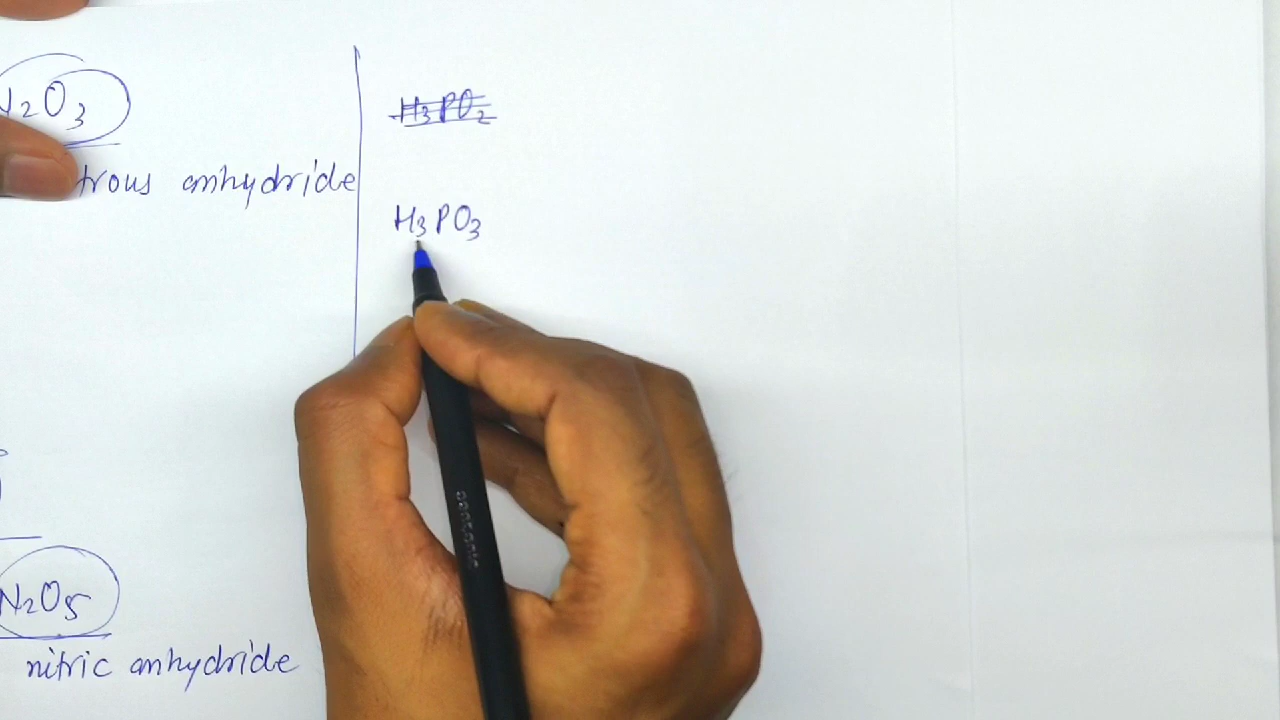 N₂O₃
trous anhydride
N₂O₅
nitric anhydride
H₃PO₂
H₃PO₃